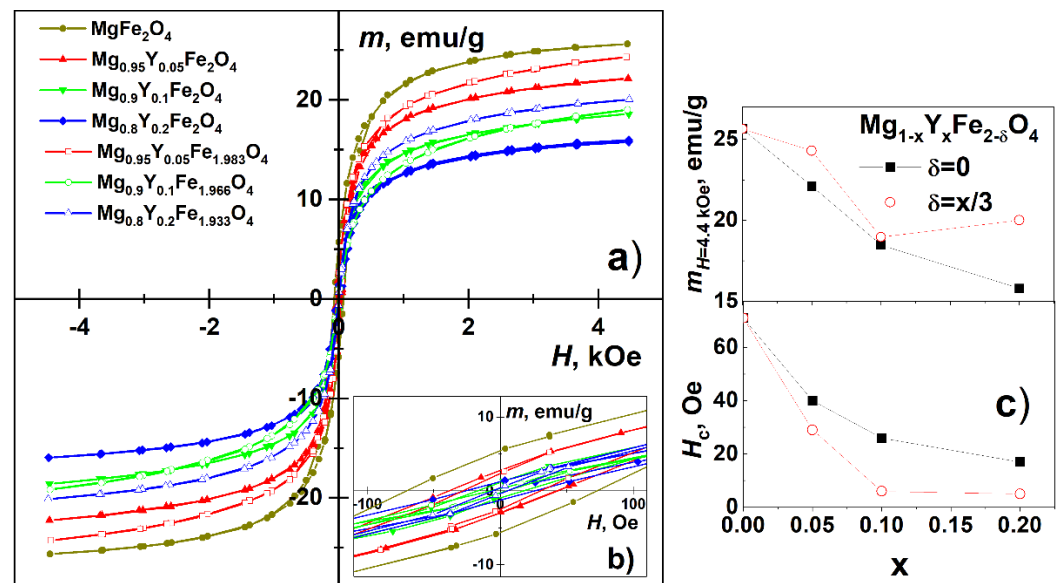 MgFe₂O₄
Mg₀.₉₅Y₀.₀₅Fe₂O₄
Mg₀.₉Y₀.₁Fe₂O₄
Mg₀.₈Y₀.₂Fe₂O₄
Mg₀.₉₅Y₀.₀₅Fe₁.₉₈₃O₄
Mg₀.₉Y₀.₁Fe₁.₉₆₆O₄
Mg₀.₈Y₀.₂Fe₁.₉₃₃O₄
m, emu/g
20
10
0
-10
-20
a)
-4 -2 0 2 4
H, kOe
m, emu/g
10
0
-10
100 0 100
H, Oe
b)
m_{H=4.4 kOe}, emu/g
25
20
15
Mg₁₋ₓYₓFe₂₋δO₄
δ=0
δ=x/3
H_c, Oe
60
40
20
0
c)
0.00 0.05 0.10 0.15 0.20
x